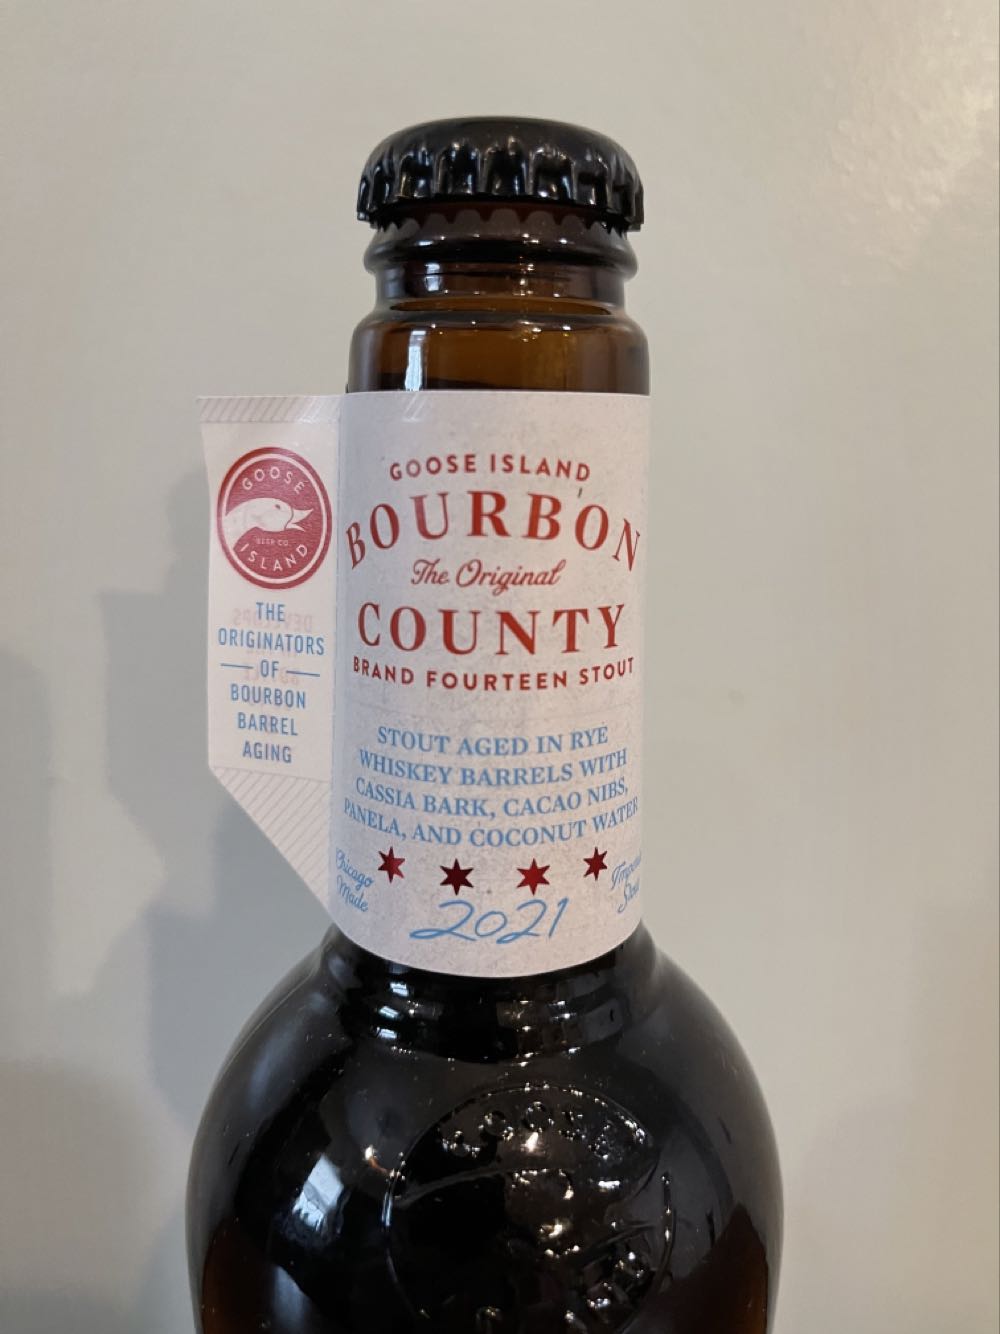 GOOSE ISLAND
BOURBON
The Original
COUNTY
BRAND FOURTEEN STOUT
STOUT AGED IN RYE
WHISKEY BARRELS WITH
CASSIA BARK, CACAO NIBS,
PANELA, AND COCONUT WATER
Chicago
Made
2021
GOOSE
BEER CO.
ISLAND
THE
ORIGINATORS
OF
BOURBON
BARREL
AGING
GOOSE